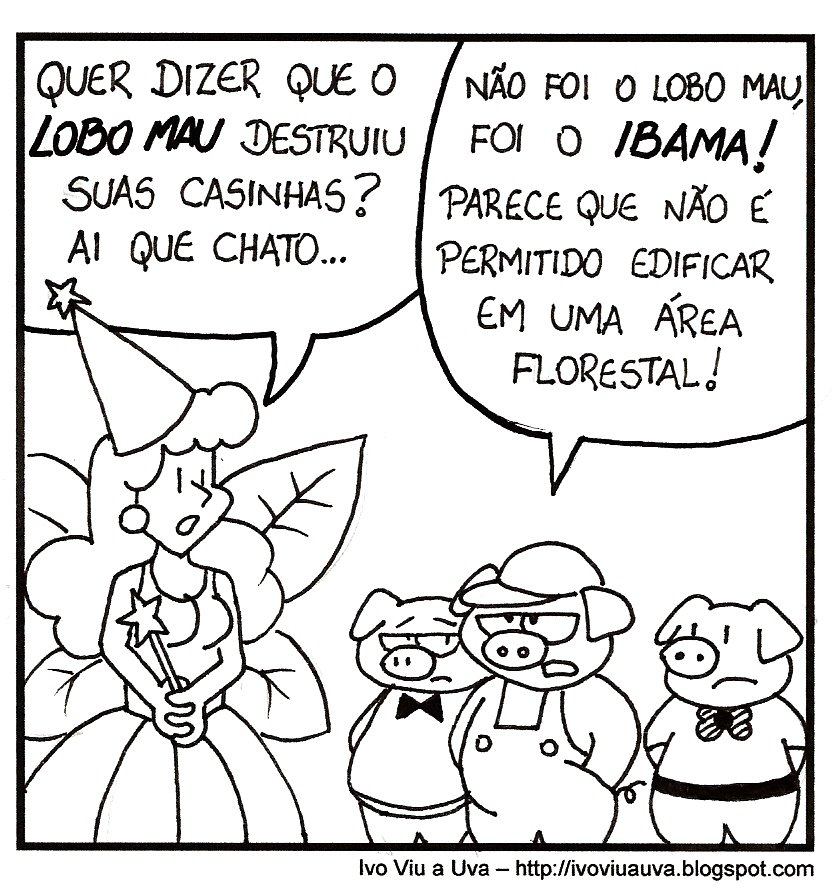 QUER DIZER QUE O
LOBO MAU DESTRUIU
SUAS CASINHAS?
AI QUE CHATO...
NÃO FOI O LOBO MAU,
FOI O IBAMA!
PARECE QUE NÃO É
PERMITIDO EDIFICAR
EM UMA ÁREA
FLORESTAL!
Ivo Viu a Uva – http://ivoviuauva.blogspot.com